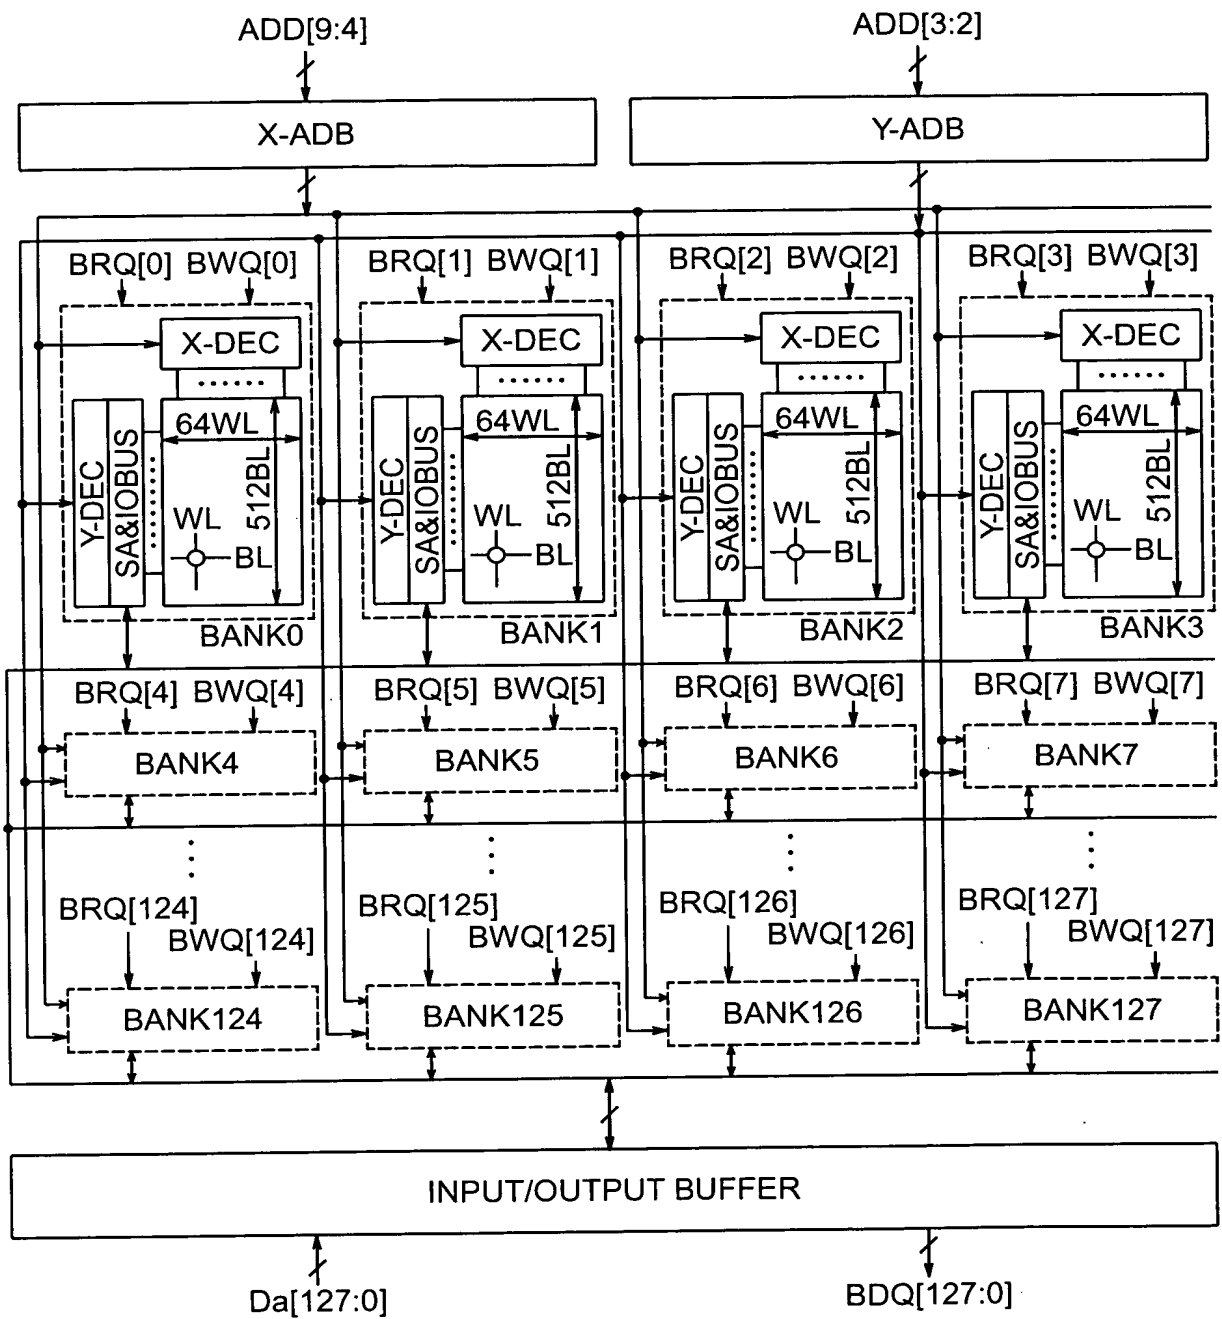 ADD[9:4] ADD[3:2]
X-ADB Y-ADB
BRQ[0] BWQ[0] BRQ[1] BWQ[1] BRQ[2] BWQ[2] BRQ[3] BWQ[3]
X-DEC X-DEC X-DEC X-DEC
Y-DEC SA&IOBUS 64WL 512BL WL BL
Y-DEC SA&IOBUS 64WL 512BL WL BL
Y-DEC SA&IOBUS 64WL 512BL WL BL
Y-DEC SA&IOBUS 64WL 512BL WL BL
BANK0 BANK1 BANK2 BANK3
BRQ[4] BWQ[4] BRQ[5] BWQ[5] BRQ[6] BWQ[6] BRQ[7] BWQ[7]
BANK4 BANK5 BANK6 BANK7
BRQ[124] BRQ[125] BRQ[126] BRQ[127]
BWQ[124] BWQ[125] BWQ[126] BWQ[127]
BANK124 BANK125 BANK126 BANK127
INPUT/OUTPUT BUFFER
Da[127:0] BDQ[127:0]